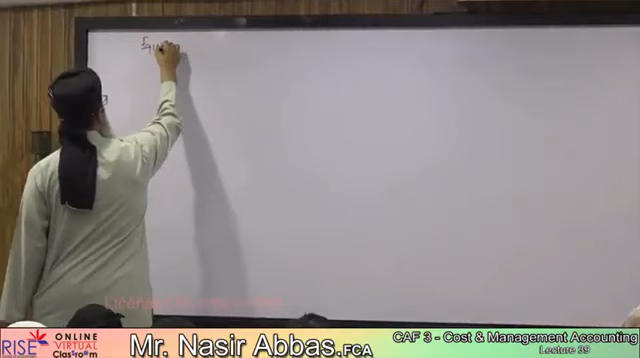 RISE
ONLINE
VIRTUAL
Classroom
Mr. Nasir Abbas.FCA
CAF 3 - Cost & Management Accounting
Lecture 39